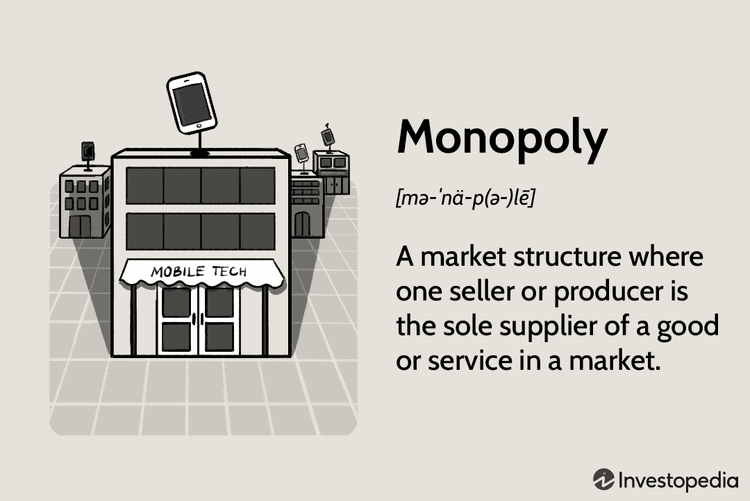 MOBILE TECH
Monopoly
[mə-ˈnä-p(ə-)lē]
A market structure where
one seller or producer is
the sole supplier of a good
or service in a market.
Investopedia